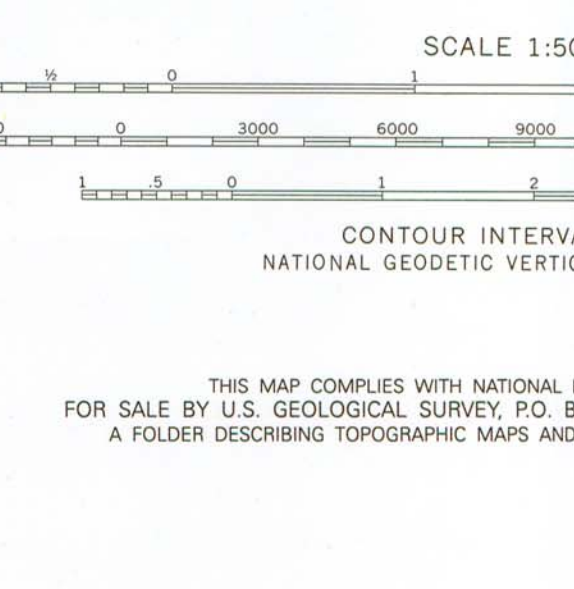 SCALE 1:50
½ 0 1
0 0 3000 6000 9000
1 .5 0 1 2
CONTOUR INTERVA
NATIONAL GEODETIC VERTIC
THIS MAP COMPLIES WITH NATIONAL
FOR SALE BY U.S. GEOLOGICAL SURVEY, P.O. B
A FOLDER DESCRIBING TOPOGRAPHIC MAPS AND